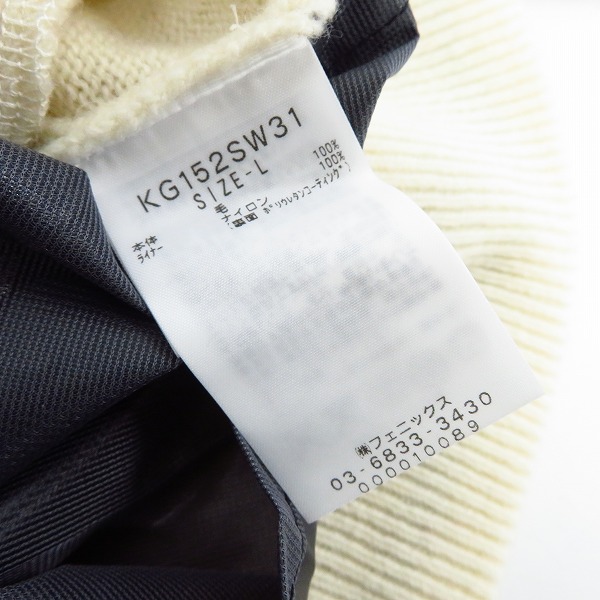 KG152SW31
SIZE-L
本体 毛 100%
ライナー ナイロン 100%
(裏面 ポリウレタンコーティング)
㈱フェニックス
03-6833-3430
000010089